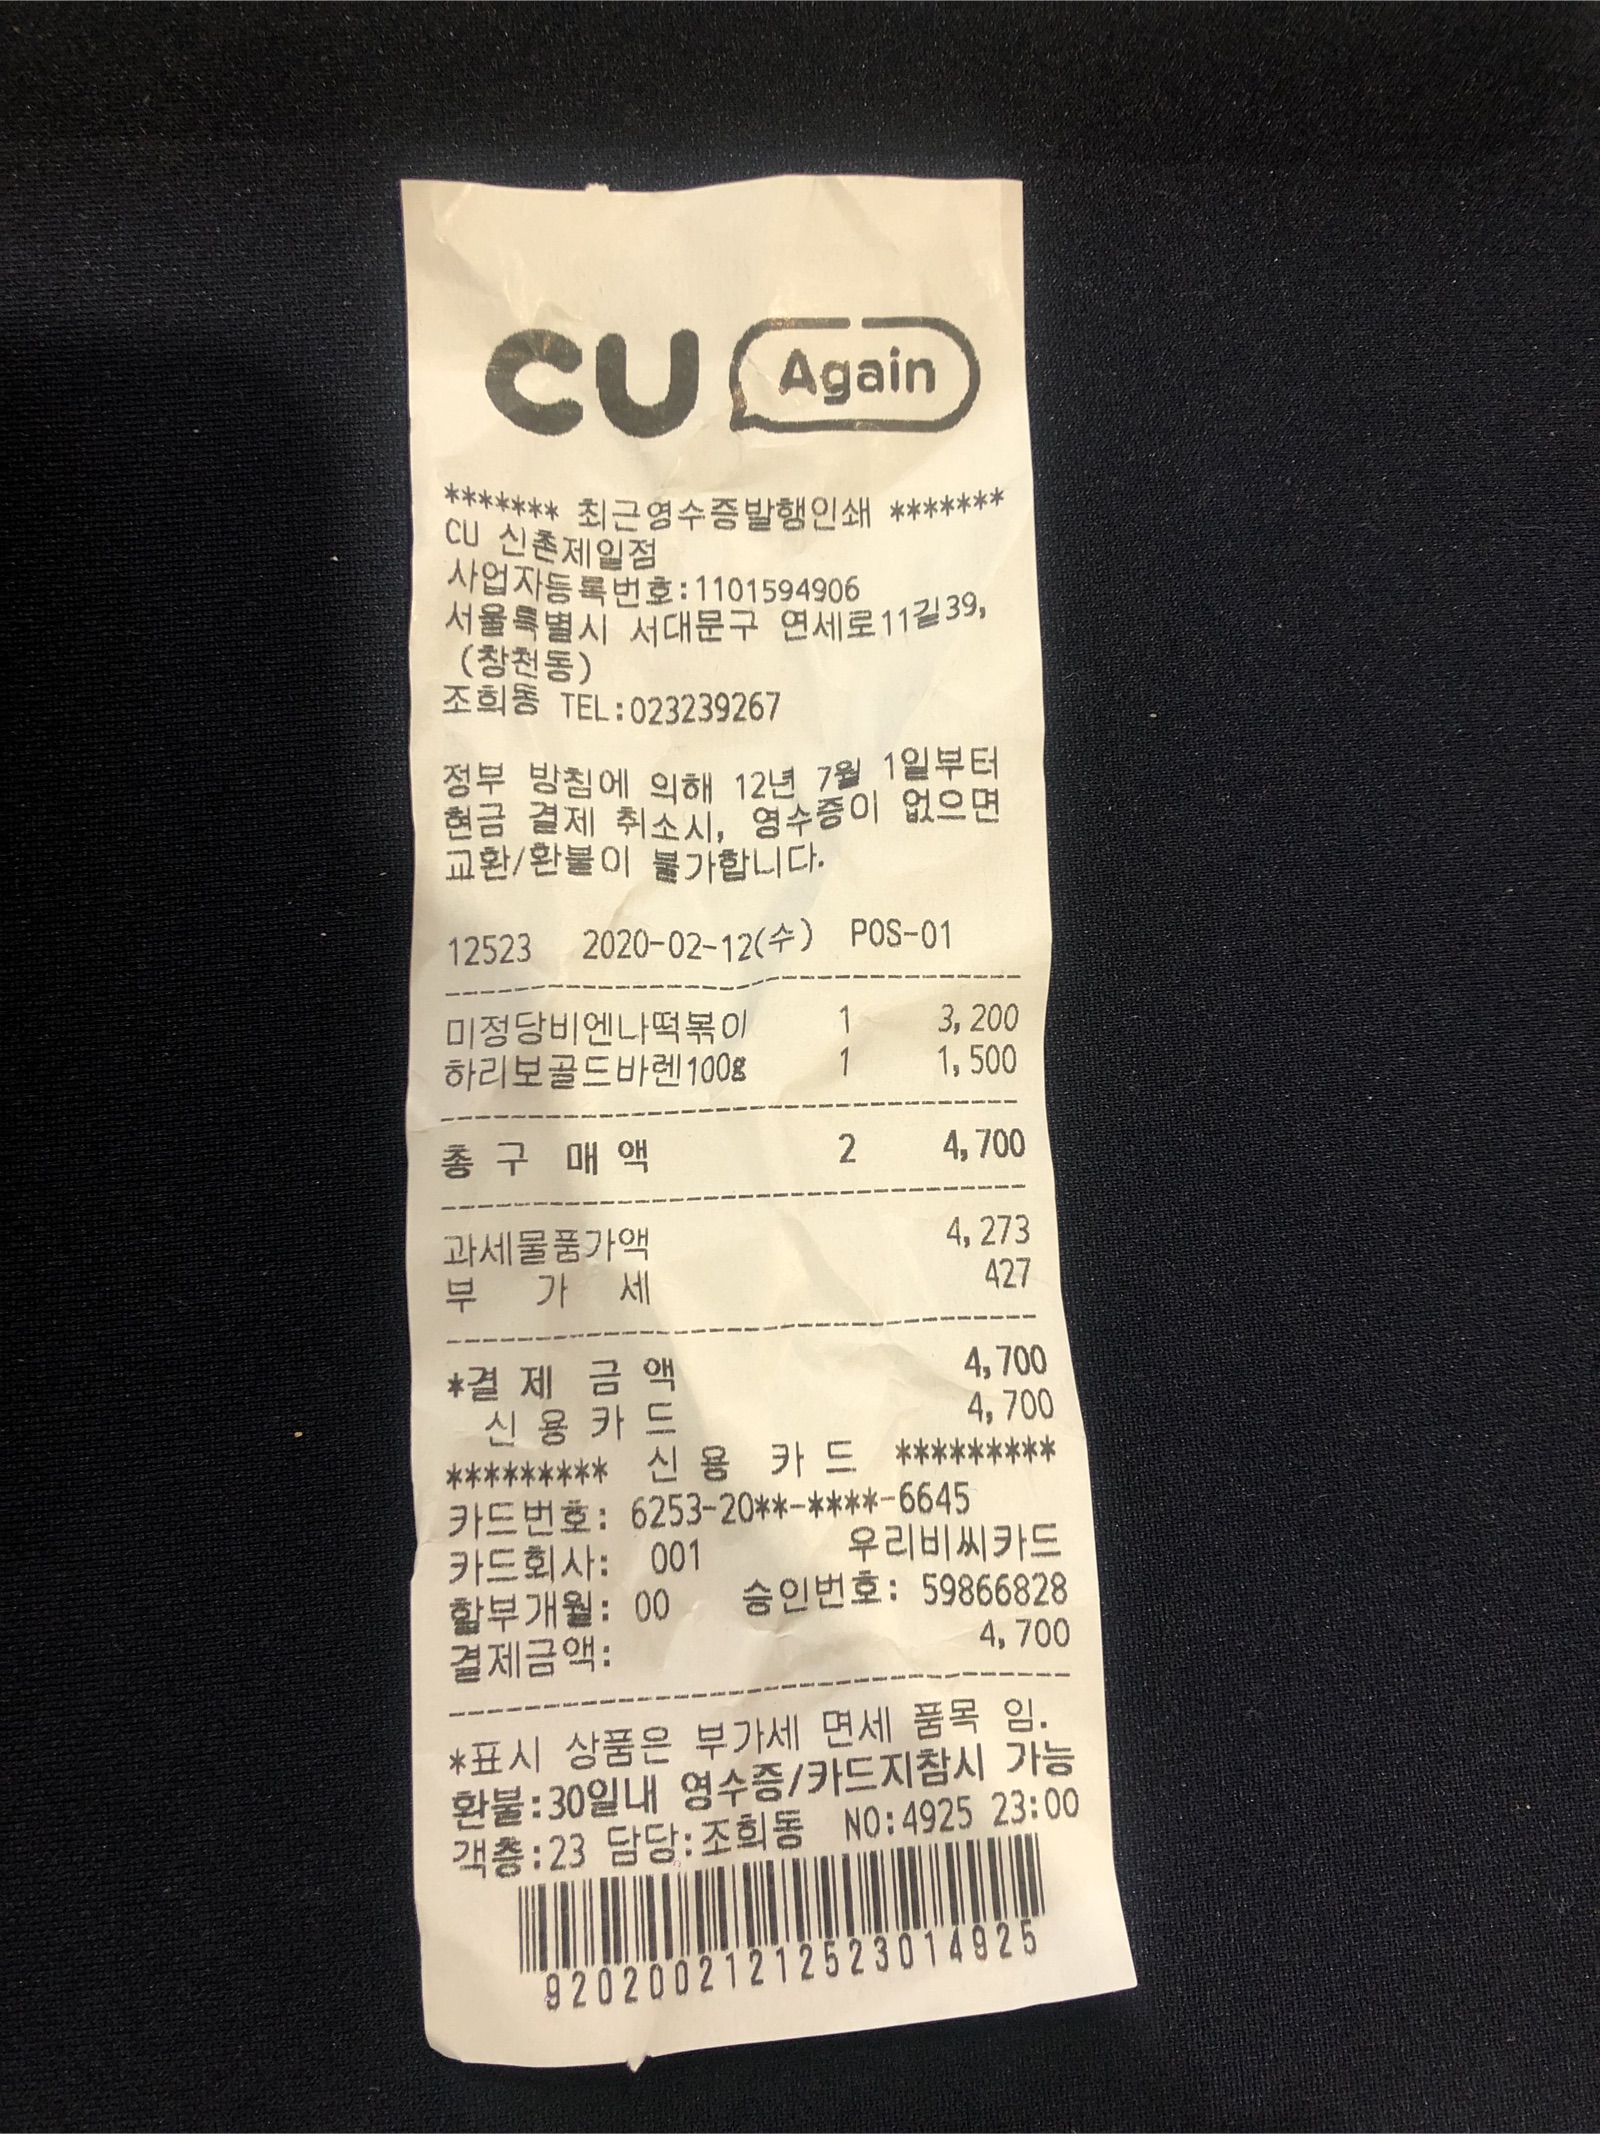 CU Again
******* 최근영수증발행인쇄 *******
CU 신촌제일점
사업자등록번호:1101594906
서울특별시 서대문구 연세로11길39,
(창천동)
조희동 TEL:023239267
정부 방침에 의해 12년 7월 1일부터
현금 결제 취소시, 영수증이 없으면
교환/환불이 불가합니다.
12523 2020-02-12(수) POS-01
미정당비엔나떡볶이 1 3,200
하리보골드바렌100g 1 1,500
총 구 매 액 2 4,700
과세물품가액 4,273
부 가 세 427
*결 제 금 액 4,700
신 용 카 드 4,700
********* 신 용 카 드 *********
카드번호: 6253-20**-****-6645
카드회사: 001 우리비씨카드
할부개월: 00 승인번호: 59866828
결제금액: 4,700
*표시 상품은 부가세 면세 품목 임.
환불:30일내 영수증/카드지참시 가능
객층:23 담당:조희동 NO:4925 23:00
92020021212523014925